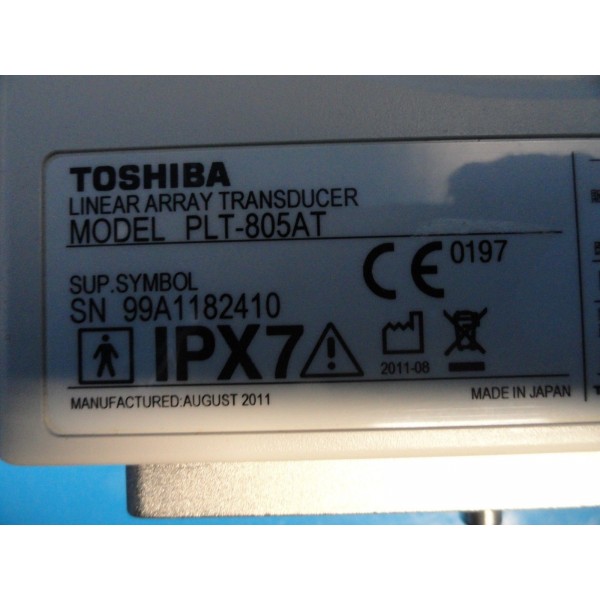 TOSHIBA
LINEAR ARRAY TRANSDUCER
MODEL PLT-805AT
CE 0197
SUP.SYMBOL
SN 99A1182410
IPX7
2011-08
MANUFACTURED:AUGUST 2011
MADE IN JAPAN